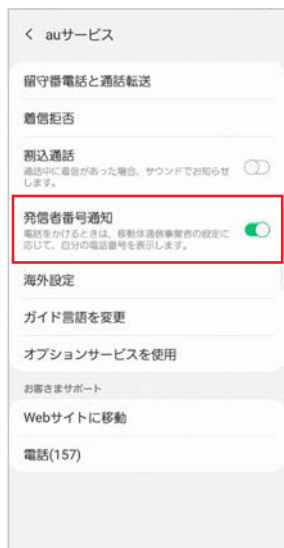 < auサービス
留守番電話と通話転送
着信拒否
割込通話
通話中に着信があった場合、サウンドでお知らせ
します。
発信者番号通知
電話をかけるときは、移動体通信事業者の設定に
応じて、自分の電話番号を表示します。
海外設定
ガイド言語を変更
オプションサービスを使用
お客さまサポート
Webサイトに移動
電話(157)